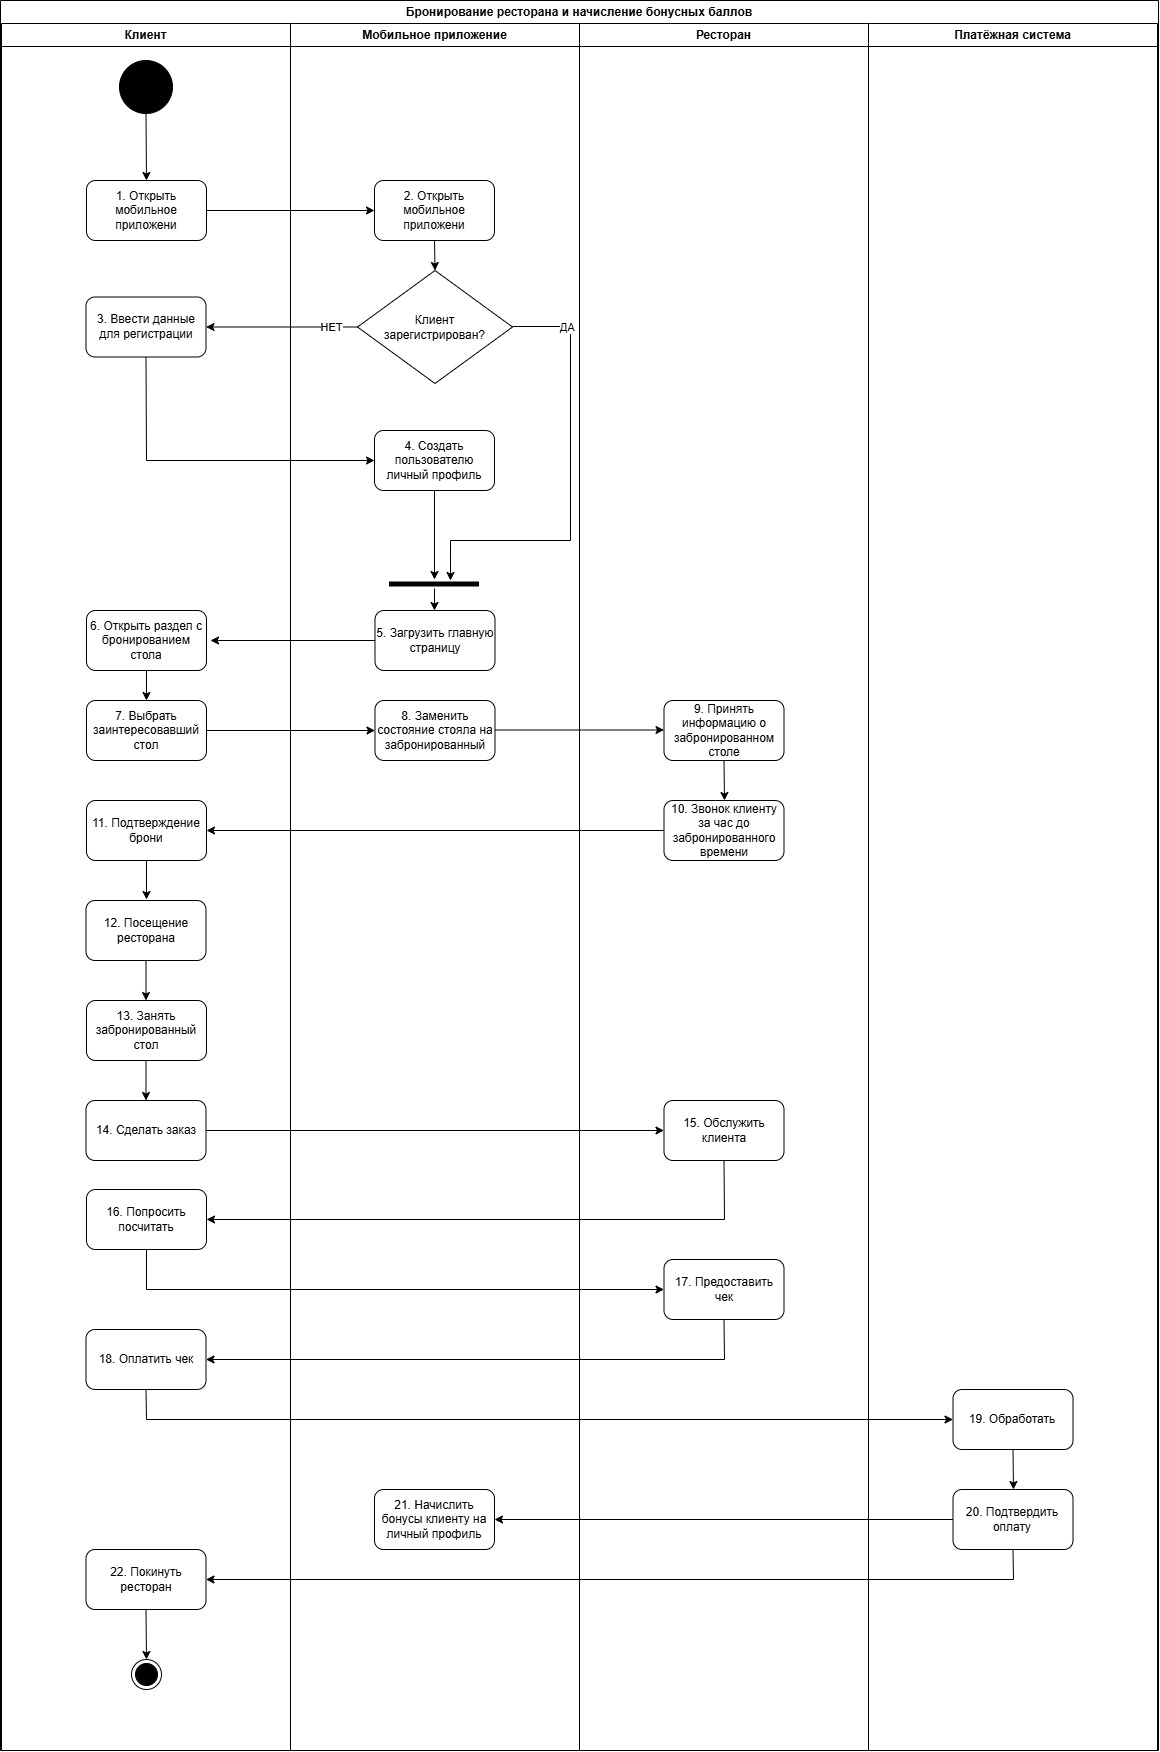 Бронирование ресторана и начисление бонусных баллов
Клиент
Мобильное приложение
Ресторан
Платёжная система
1. Открыть
мобильное
приложени
2. Открыть
мобильное
приложени
3. Ввести данные
для регистрации
НЕТ
Клиент
зарегистрирован?
ДА
4. Создать
пользователю
личный профиль
6. Открыть раздел с
бронированием
стола
5. Загрузить главную
страницу
7. Выбрать
заинтересовавший
стол
8. Заменить
состояние стояла на
забронированный
9. Принять
информацию о
забронированном
столе
11. Подтверждение
брони
10. Звонок клиенту
за час до
забронированного
времени
12. Посещение
ресторана
13. Занять
забронированный
стол
14. Сделать заказ
15. Обслужить
клиента
16. Попросить
посчитать
17. Предоставить
чек
18. Оплатить чек
19. Обработать
21. Начислить
бонусы клиенту на
личный профиль
20. Подтвердить
оплату
22. Покинуть
ресторан